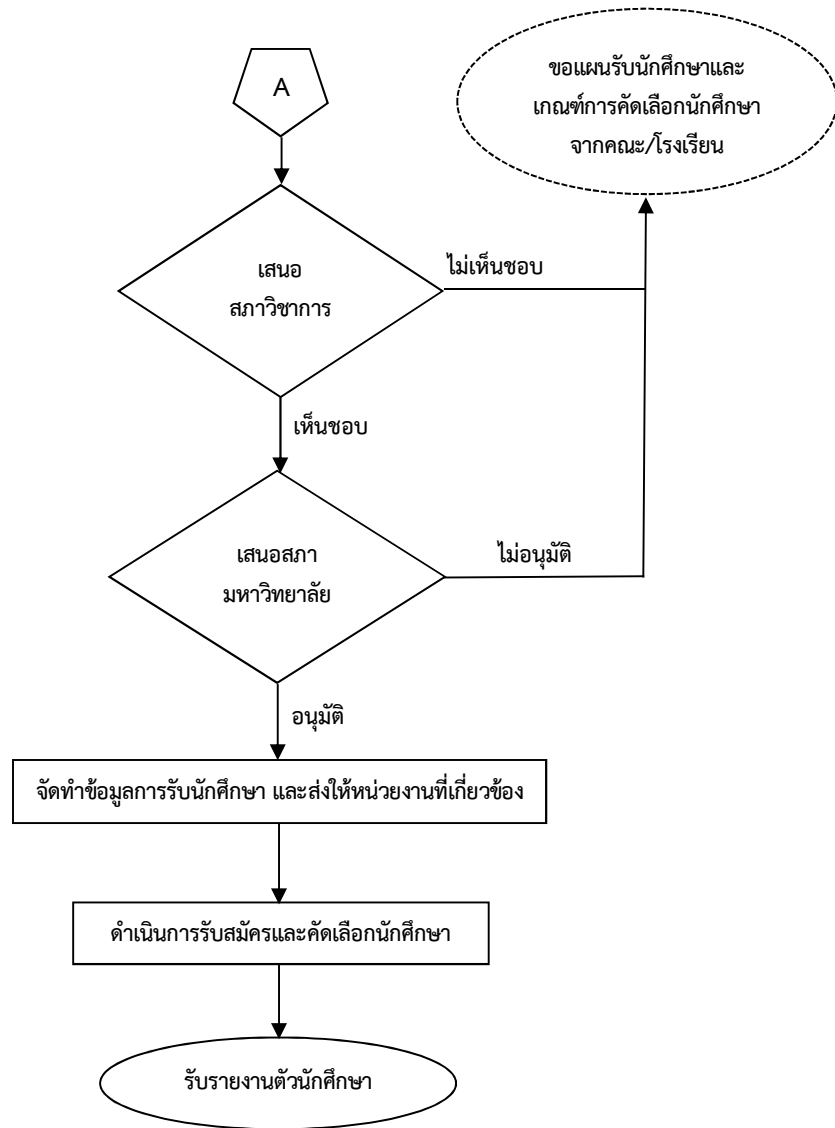 A
ขอแผนรับนักศึกษาและ
เกณฑ์การคัดเลือกนักศึกษา
จากคณะ/โรงเรียน
เสนอ
สภาวิชาการ
ไม่เห็นชอบ
เห็นชอบ
เสนอสภา
มหาวิทยาลัย
ไม่อนุมัติ
อนุมัติ
จัดทำข้อมูลการรับนักศึกษา และส่งให้หน่วยงานที่เกี่ยวข้อง
ดำเนินการรับสมัครและคัดเลือกนักศึกษา
รับรายงานตัวนักศึกษา